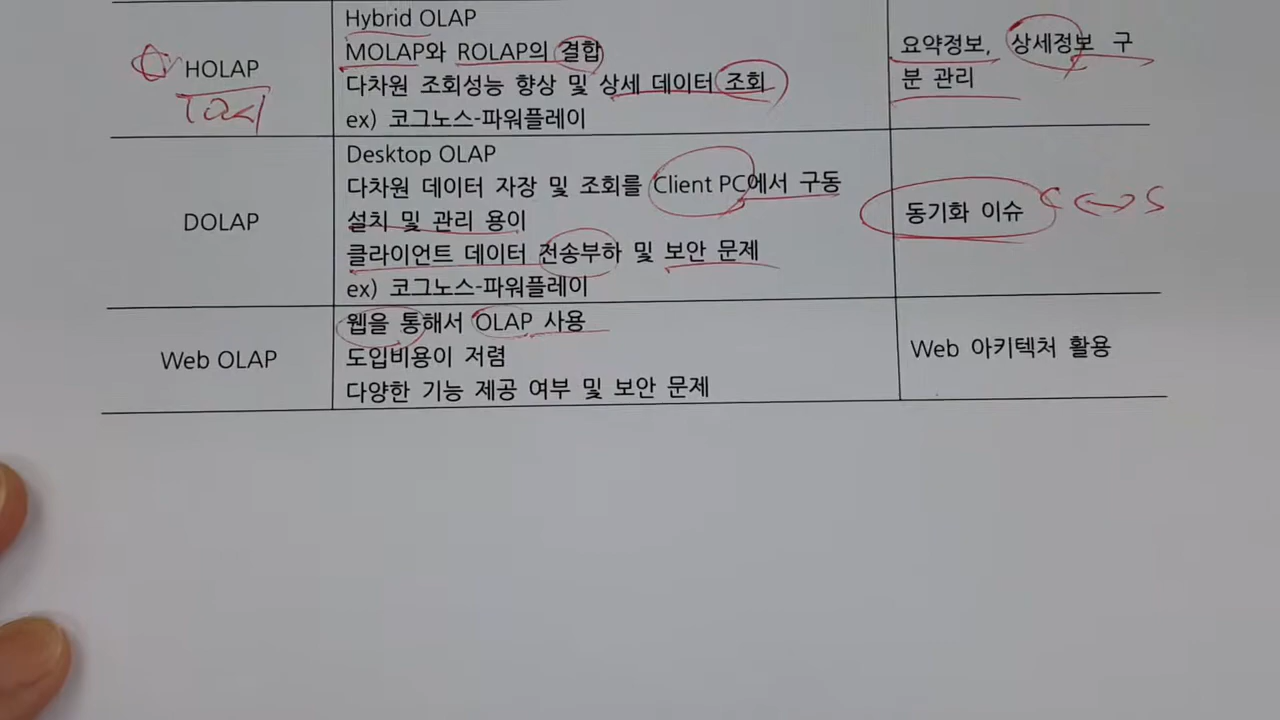 Hybrid OLAP
MOLAP와 ROLAP의 결합
HOLAP
다차원 조회성능 향상 및 상세 데이터 조회
ex) 코그노스-파워플레이
요약정보, 상세정보 구
분 관리
Desktop OLAP
다차원 데이터 자장 및 조회를 Client PC에서 구동
DOLAP
설치 및 관리 용이
클라이언트 데이터 전송부하 및 보안 문제
ex) 코그노스-파워플레이
동기화 이슈
C ↔ S
웹을 통해서 OLAP 사용
Web OLAP
도입비용이 저렴
다양한 기능 제공 여부 및 보안 문제
Web 아키텍처 활용